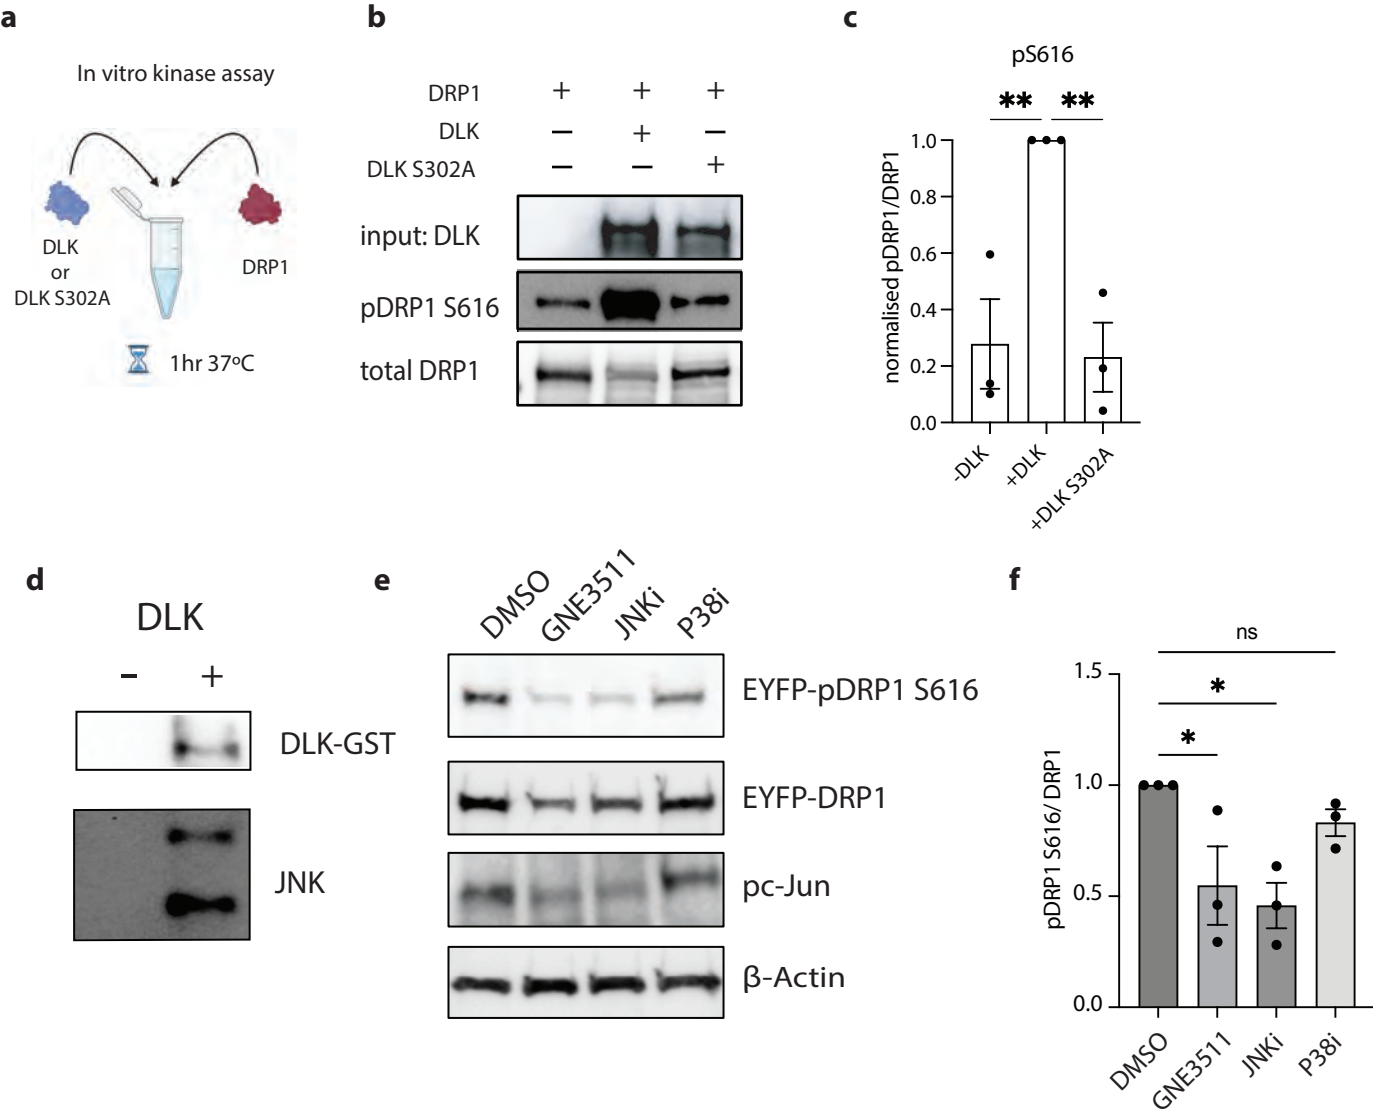 a
In vitro kinase assay
DLK
or
DLK S302A
DRP1
1hr 37ºC
b
DRP1 + + +
DLK – + –
DLK S302A – – +
input: DLK
pDRP1 S616
total DRP1
c
pS616
** **
normalised pDRP1/DRP1
1.0
0.8
0.6
0.4
0.2
0.0
-DLK
+DLK
+DLK S302A
d
DLK
– +
DLK-GST
JNK
e
DMSO
GNE3511
JNKi
P38i
EYFP-pDRP1 S616
EYFP-DRP1
pc-Jun
β-Actin
f
ns
*
*
pDRP1 S616/ DRP1
1.5
1.0
0.5
0.0
DMSO
GNE3511
JNKi
P38i